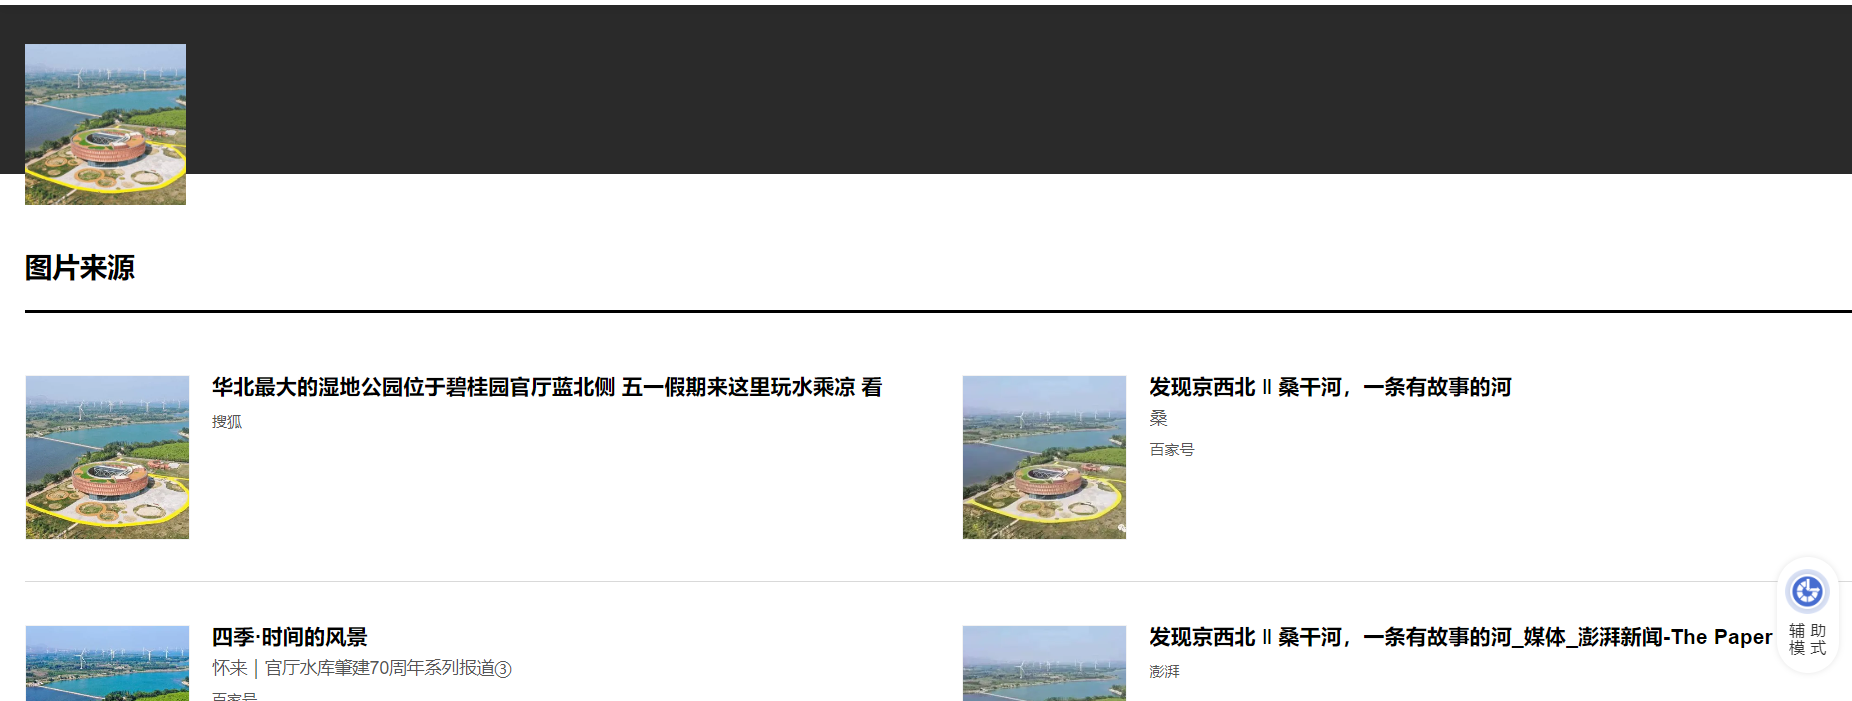 图片来源
华北最大的湿地公园位于碧桂园官厅蓝北侧 五一假期来这里玩水乘凉 看
搜狐
发现京西北 || 桑干河，一条有故事的河
桑
百家号
四季·时间的风景
怀来｜官厅水库肇建70周年系列报道③
百家号
发现京西北 || 桑干河，一条有故事的河_媒体_澎湃新闻-The Paper
澎湃
辅助
模式